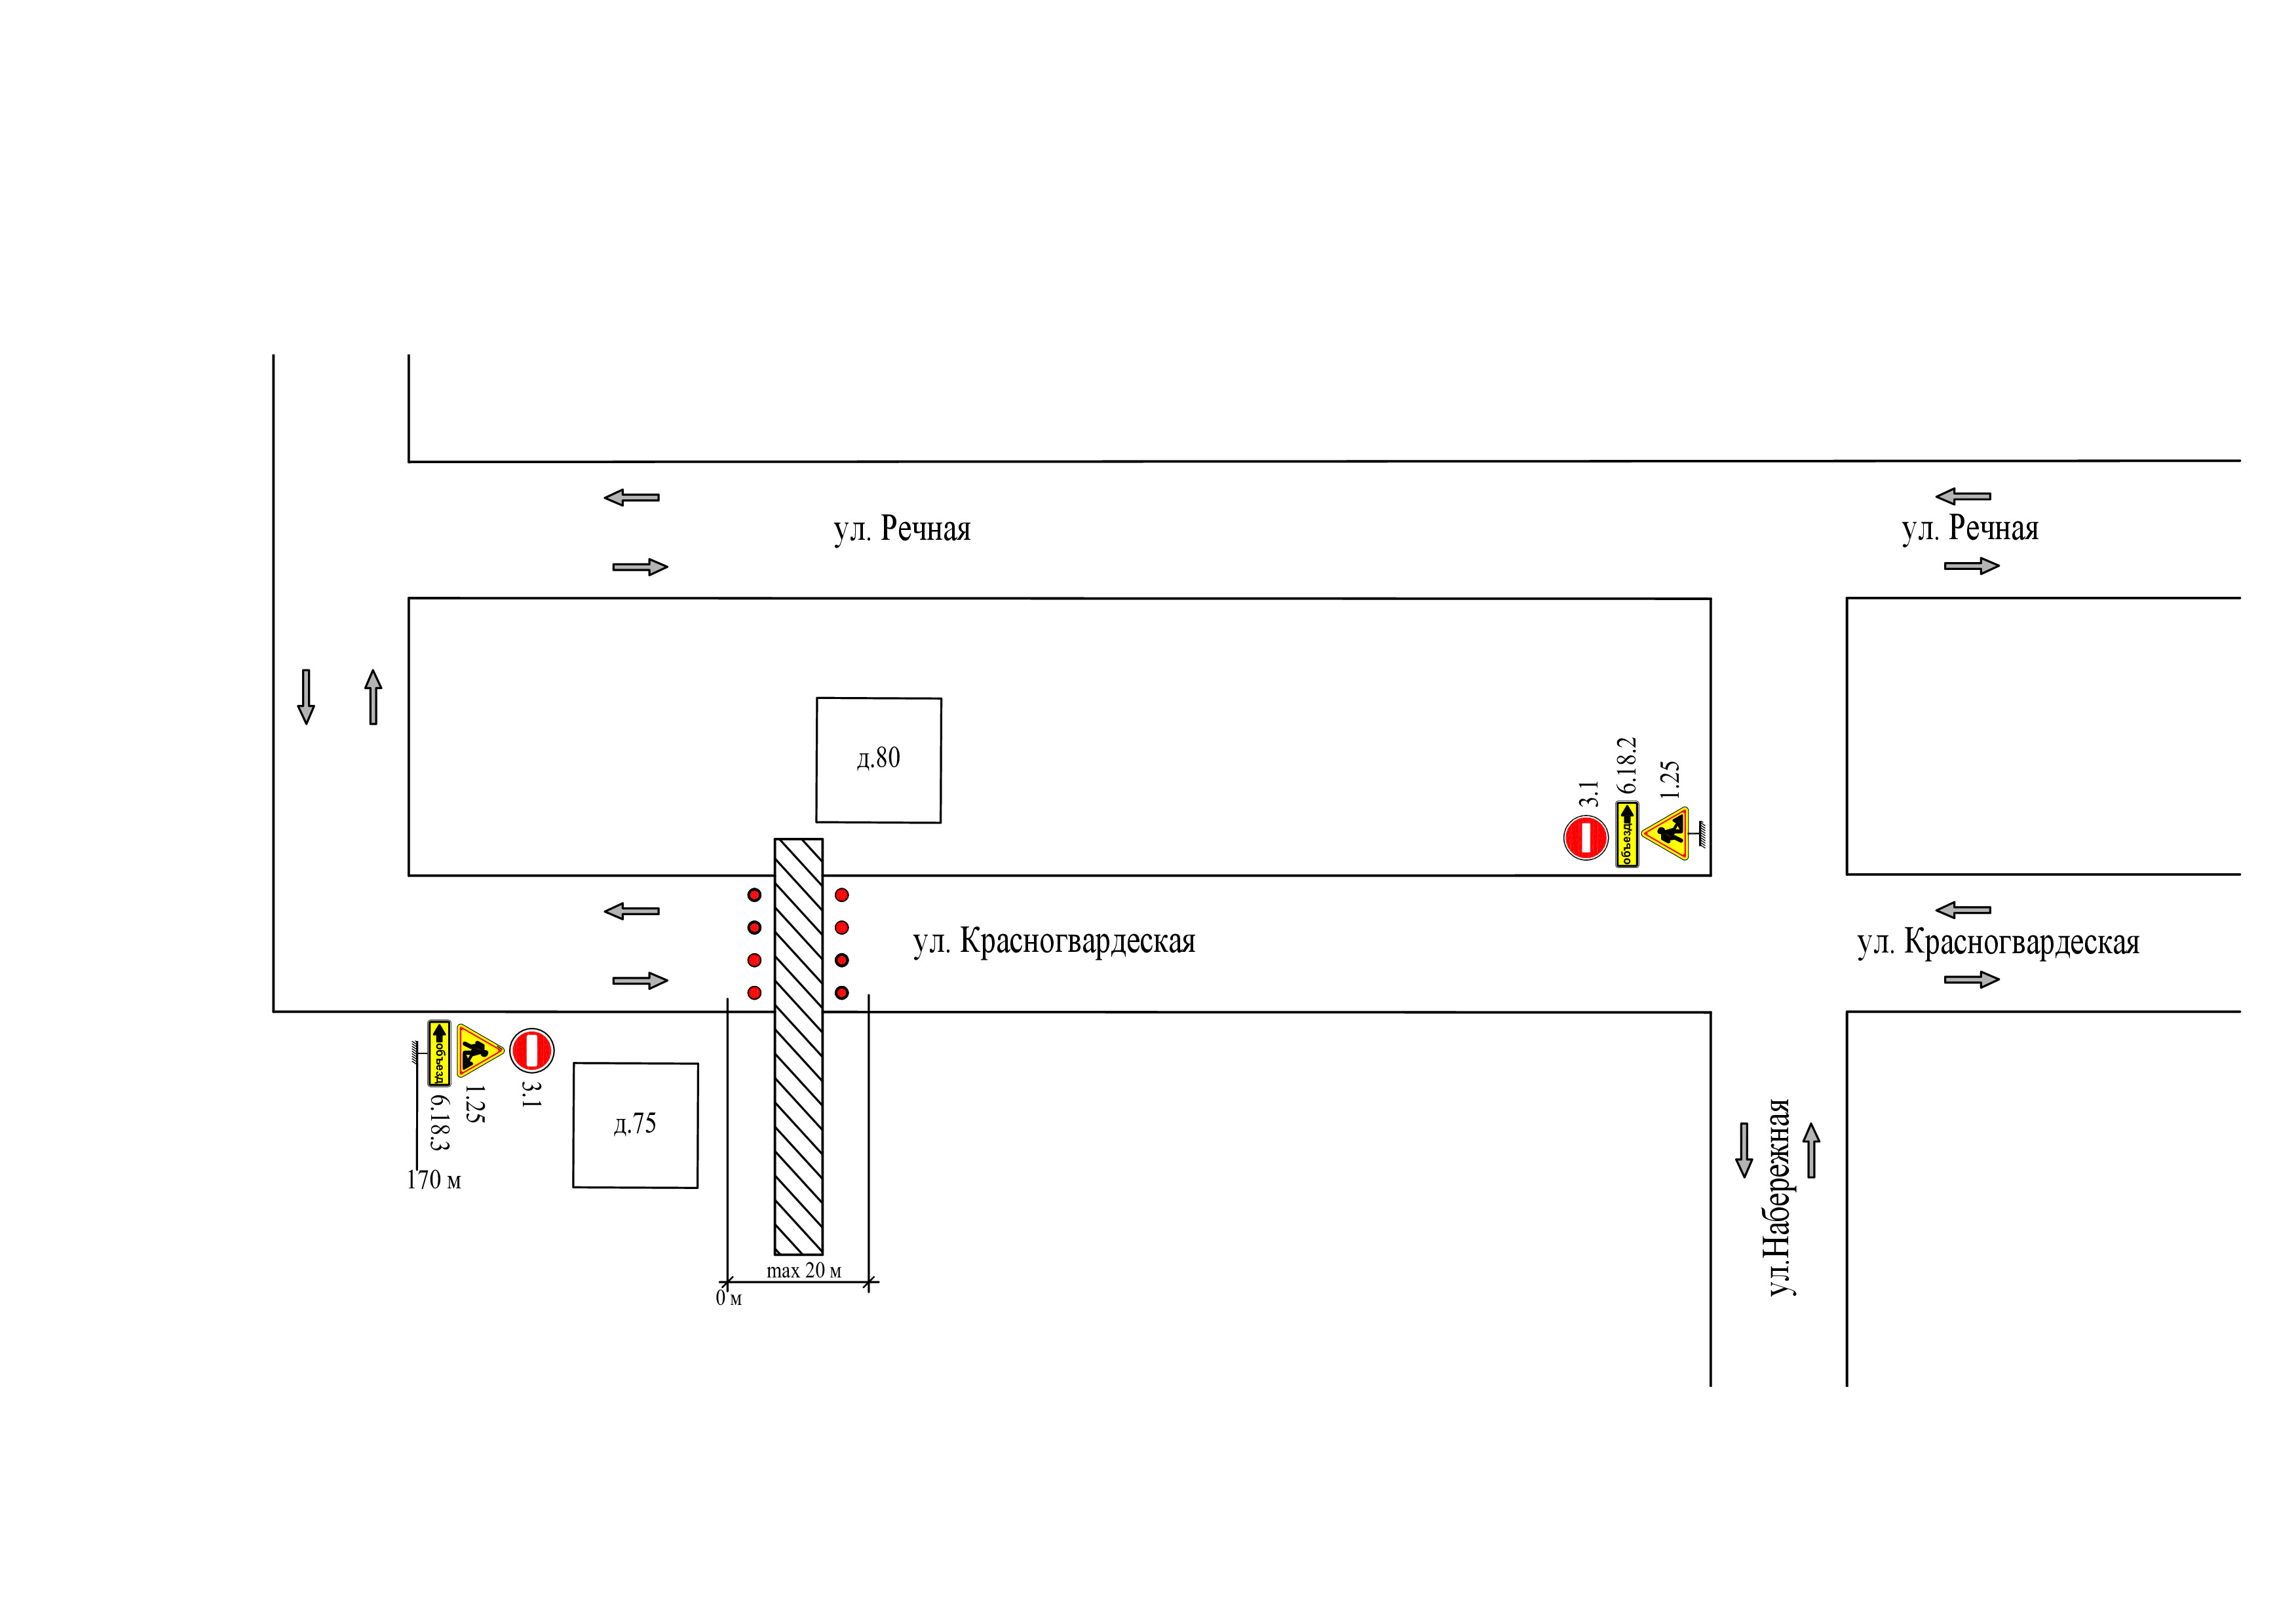 ул. Речная
ул. Речная
д.80
3.1
6.18.2
1.25
объезд
ул. Красногвардеская
ул. Красногвардеская
объезд
6.18.3
1.25
3.1
170 м
д.75
ул.Набережная
max 20 м
0 м